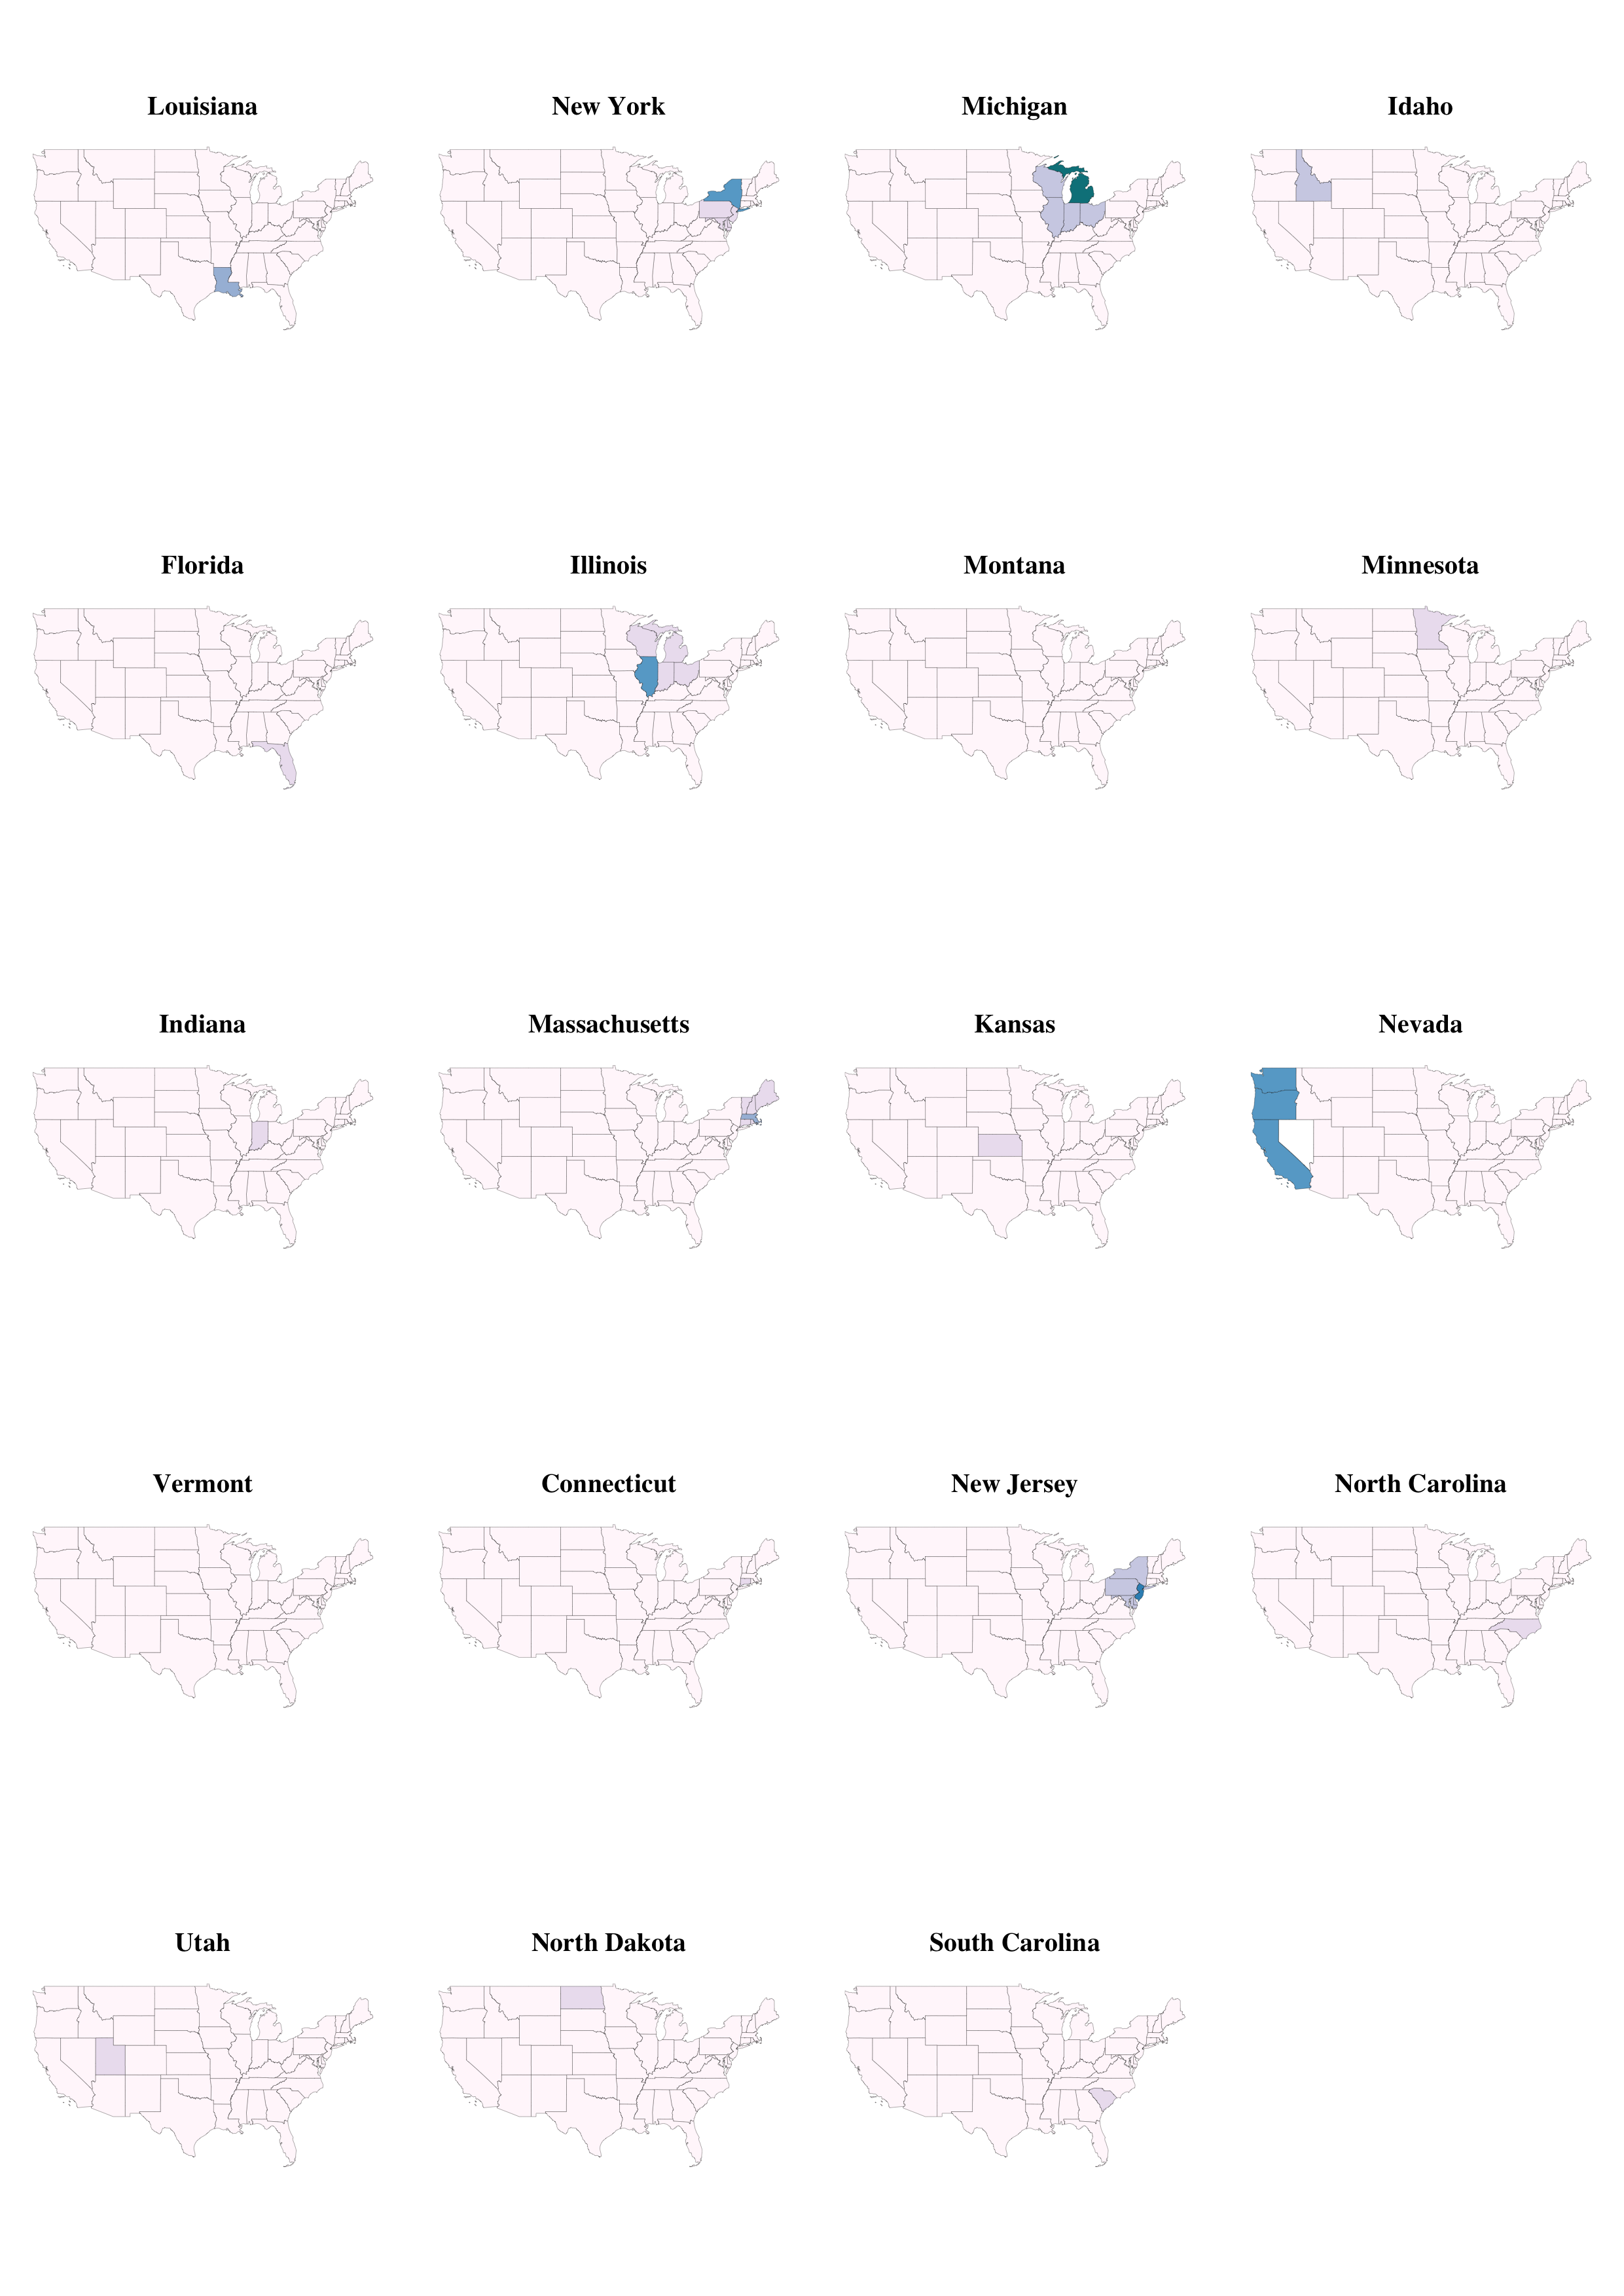 Louisiana
New York
Michigan
Idaho
Florida
Illinois
Montana
Minnesota
Indiana
Massachusetts
Kansas
Nevada
Vermont
Connecticut
New Jersey
North Carolina
Utah
North Dakota
South Carolina